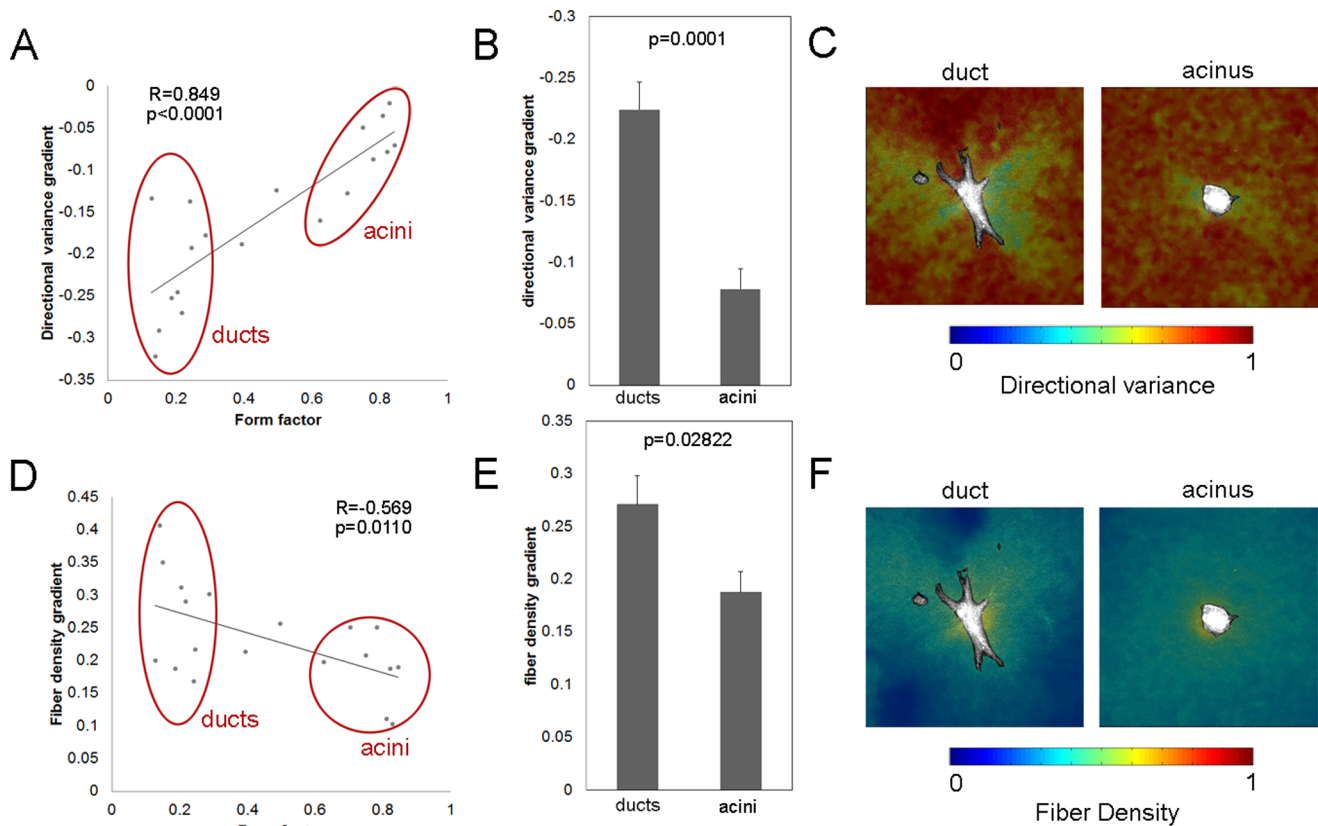 A
R=0.849
p<0.0001
0
-0.05
-0.1
-0.15
-0.2
-0.25
-0.3
-0.35
Directional variance gradient
ducts
acini
0
0.2
0.4
0.6
0.8
1
Form factor
B
p=0.0001
-0.3
-0.25
-0.2
-0.15
-0.1
-0.05
0
directional variance gradient
ducts
acini
C
duct
acinus
0
1
Directional variance
D
R=-0.569
p=0.0110
0.45
0.4
0.35
0.3
0.25
0.2
0.15
0.1
0.05
0
Fiber density gradient
ducts
acini
0
0.2
0.4
0.6
0.8
1
E
p=0.02822
0.35
0.3
0.25
0.2
0.15
0.1
0.05
0
fiber density gradient
ducts
acini
F
duct
acinus
0
1
Fiber Density